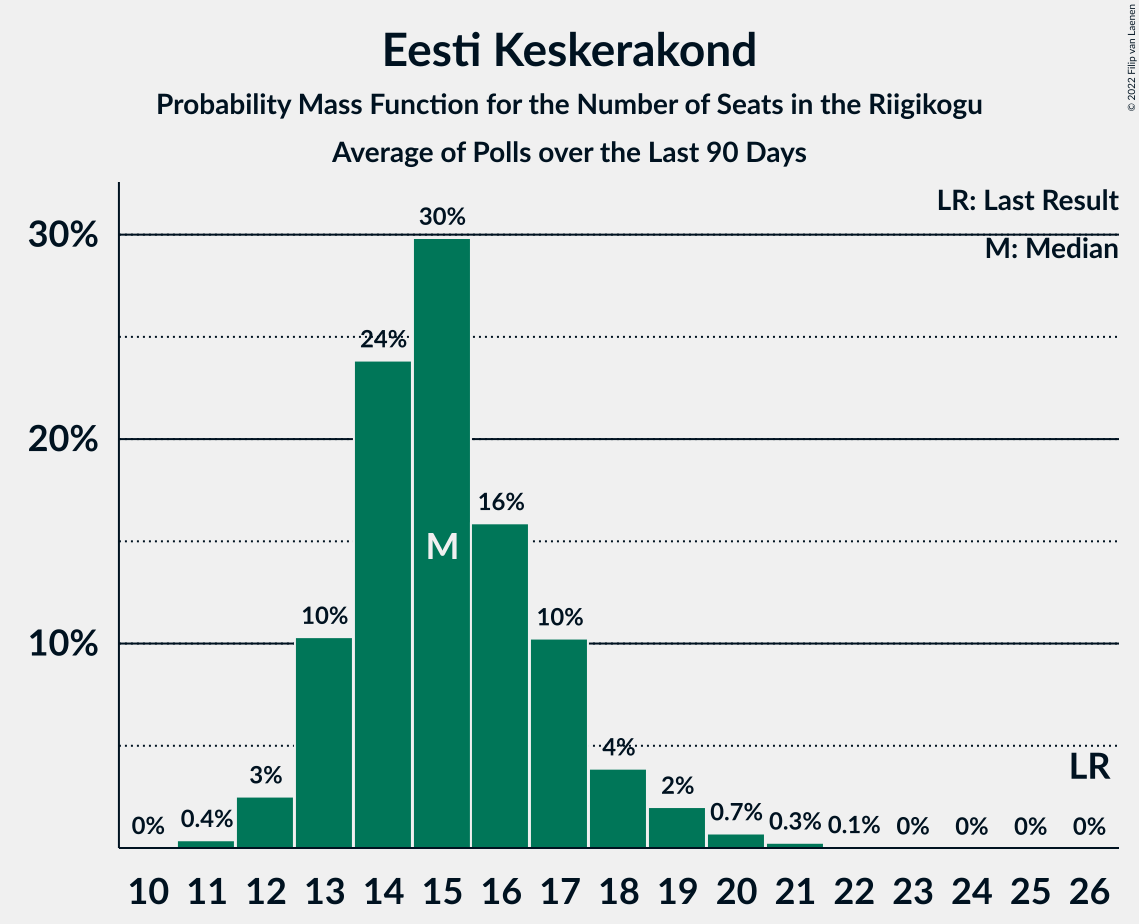 Eesti Keskerakond
Probability Mass Function for the Number of Seats in the Riigikogu
Average of Polls over the Last 90 Days
© 2022 Filip van Laenen
LR: Last Result
M: Median
30%
20%
10%
0%
0.4%
3%
10%
24%
30%
16%
10%
4%
2%
0.7%
0.3%
0.1%
0%
0%
0%
0%
M
LR
10 11 12 13 14 15 16 17 18 19 20 21 22 23 24 25 26